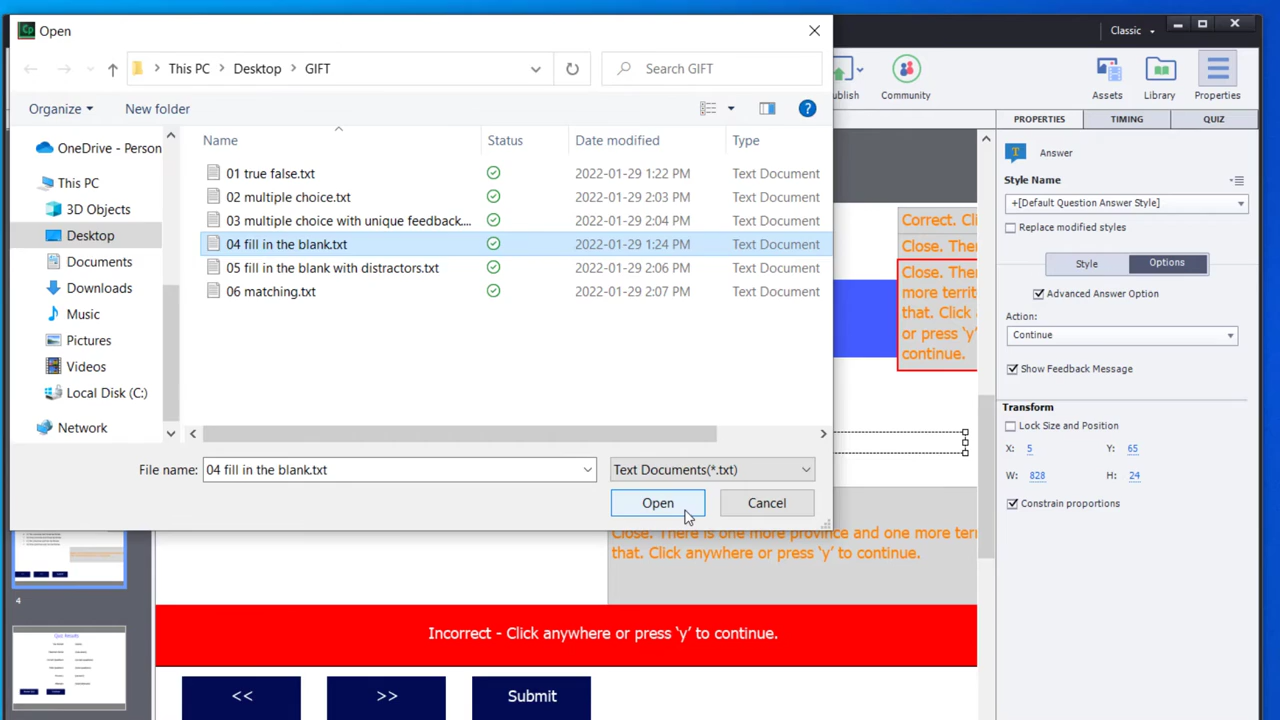 Cp Open
Classic
This PC > Desktop > GIFT
Search GIFT
Publish
Community
Assets
Library
Properties
Organize
New folder
PROPERTIES
TIMING
QUIZ
Name
Status
Date modified
Type
OneDrive - Person
This PC
3D Objects
Desktop
Documents
Downloads
Music
Pictures
Videos
Local Disk (C:)
Network
01 true false.txt 2022-01-29 1:22 PM Text Document
02 multiple choice.txt 2022-01-29 2:03 PM Text Document
03 multiple choice with unique feedback.... 2022-01-29 2:04 PM Text Document
04 fill in the blank.txt 2022-01-29 1:24 PM Text Document
05 fill in the blank with distractors.txt 2022-01-29 2:06 PM Text Document
06 matching.txt 2022-01-29 2:07 PM Text Document
File name: 04 fill in the blank.txt
Text Documents(*.txt)
Open
Cancel
Correct. Cli
Close. Ther
Close. Ther
more territ
that. Click
or press 'y'
continue.
Answer
Style Name
+[Default Question Answer Style]
Replace modified styles
Style
Options
Advanced Answer Option
Action:
Continue
Show Feedback Message
Transform
Lock Size and Position
X: 5 Y: 65
W: 828 H: 24
Constrain proportions
Close. There is one more province and one more terr
that. Click anywhere or press 'y' to continue.
Incorrect - Click anywhere or press 'y' to continue.
<<
>>
Submit
4
Quiz Results